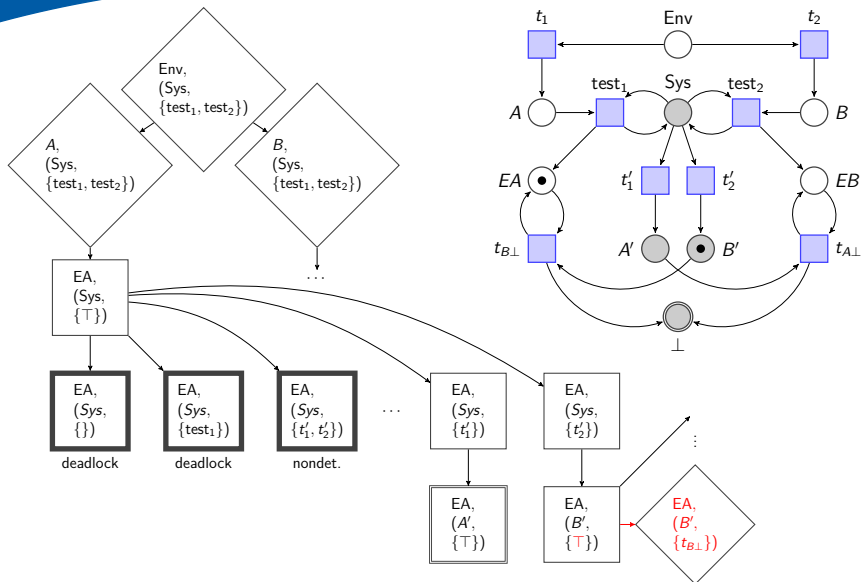 Env,
(Sys,
{test₁, test₂})
A,
(Sys,
{test₁, test₂})
B,
(Sys,
{test₁, test₂})
EA,
(Sys,
{⊤})
...
EA,
(Sys,
{})
deadlock
EA,
(Sys,
{test₁})
deadlock
EA,
(Sys,
{t′₁, t′₂})
nondet.
...
EA,
(Sys,
{t′₁})
EA,
(Sys,
{t′₂})
EA,
(A′,
{⊤})
EA,
(B′,
{⊤})
⋮
EA,
(B′,
{t_B⊥})
t₁
Env
t₂
A
test₁
Sys
test₂
B
EA
t′₁
t′₂
EB
t_B⊥
A′
B′
t_A⊥
⊥